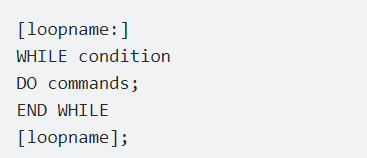 [loopname:]
WHILE condition
DO commands;
END WHILE
[loopname];